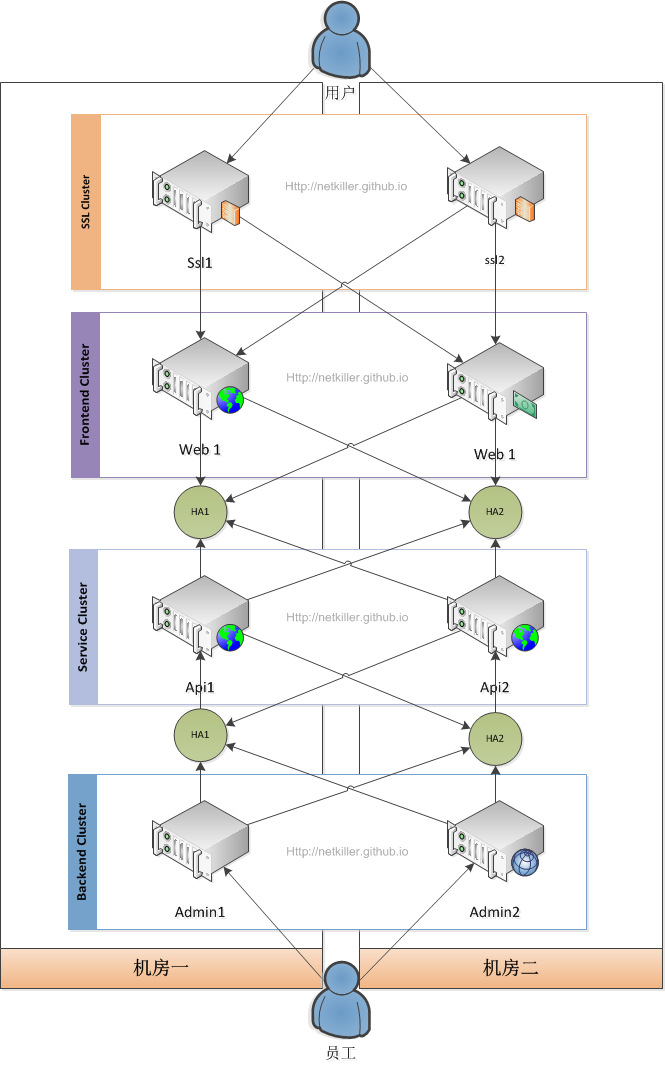 用户
SSL Cluster
Http://netkiller.github.io
Ssl1
ssl2
Frontend Cluster
Http://netkiller.github.io
Web 1
Web 1
HA1
HA2
Service Cluster
Http://netkiller.github.io
Api1
Api2
HA1
HA2
Backend Cluster
Http://netkiller.github.io
Admin1
Admin2
机房一
机房二
员工